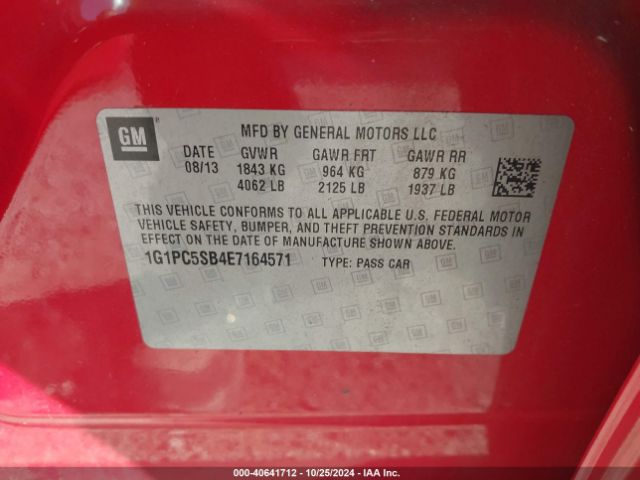 GM ®
MFD BY GENERAL MOTORS LLC
DATE GVWR GAWR FRT GAWR RR
08/13 1843 KG 964 KG 879 KG
4062 LB 2125 LB 1937 LB
THIS VEHICLE CONFORMS TO ALL APPLICABLE U.S. FEDERAL MOTOR
VEHICLE SAFETY, BUMPER, AND THEFT PREVENTION STANDARDS IN
EFFECT ON THE DATE OF MANUFACTURE SHOWN ABOVE.
1G1PC5SB4E7164571 TYPE: PASS CAR
000-40641712 - 10/25/2024 - IAA Inc.